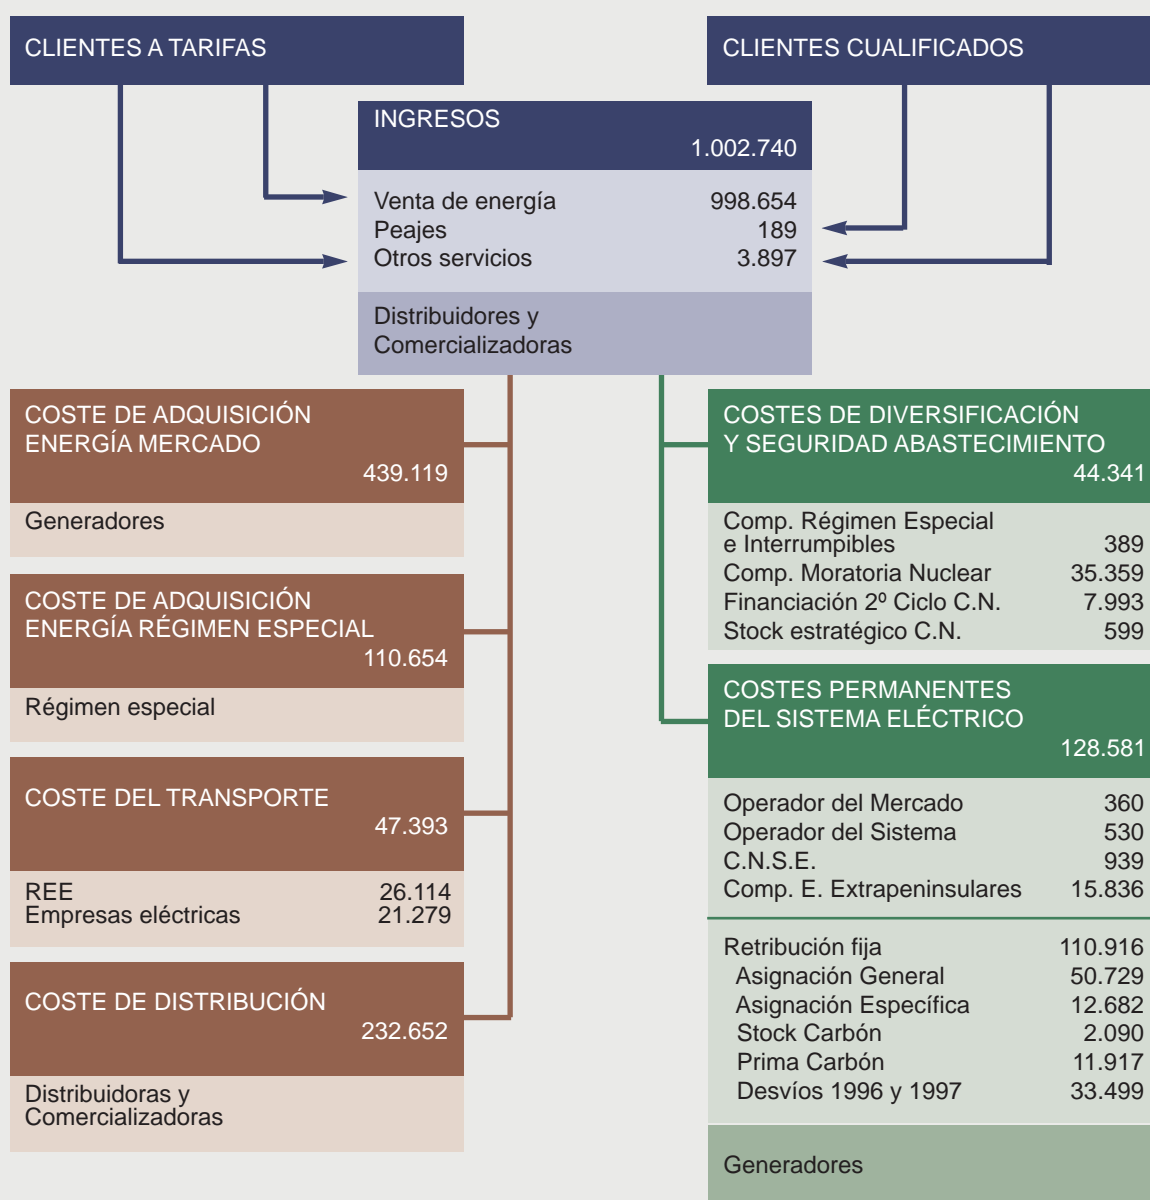 CLIENTES A TARIFAS
CLIENTES CUALIFICADOS
INGRESOS
1.002.740
Venta de energía 998.654
Peajes 189
Otros servicios 3.897
Distribuidores y
Comercializadoras
COSTE DE ADQUISICIÓN
ENERGÍA MERCADO
439.119
Generadores
COSTE DE ADQUISICIÓN
ENERGÍA RÉGIMEN ESPECIAL
110.654
Régimen especial
COSTE DEL TRANSPORTE
47.393
REE 26.114
Empresas eléctricas 21.279
COSTE DE DISTRIBUCIÓN
232.652
Distribuidoras y
Comercializadoras
COSTES DE DIVERSIFICACIÓN
Y SEGURIDAD ABASTECIMIENTO
44.341
Comp. Régimen Especial
e Interrumpibles 389
Comp. Moratoria Nuclear 35.359
Financiación 2º Ciclo C.N. 7.993
Stock estratégico C.N. 599
COSTES PERMANENTES
DEL SISTEMA ELÉCTRICO
128.581
Operador del Mercado 360
Operador del Sistema 530
C.N.S.E. 939
Comp. E. Extrapeninsulares 15.836
Retribución fija 110.916
Asignación General 50.729
Asignación Específica 12.682
Stock Carbón 2.090
Prima Carbón 11.917
Desvíos 1996 y 1997 33.499
Generadores